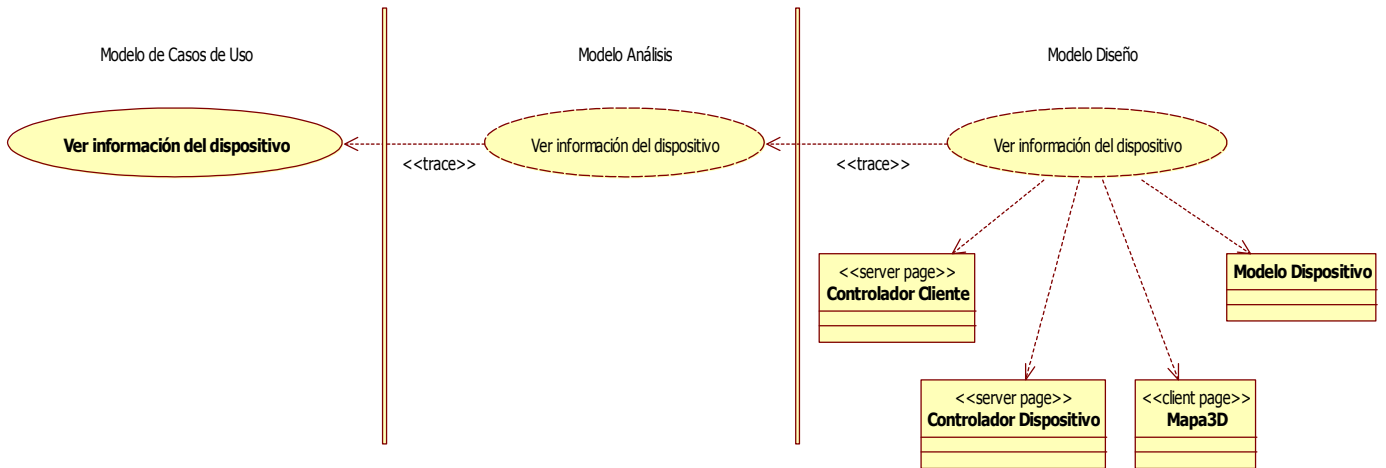 Modelo de Casos de Uso
Modelo Análisis
Modelo Diseño
Ver información del dispositivo
Ver información del dispositivo
Ver información del dispositivo
<<trace>>
<<trace>>
<<server page>>
Controlador Cliente
Modelo Dispositivo
<<server page>>
Controlador Dispositivo
<<client page>>
Mapa3D